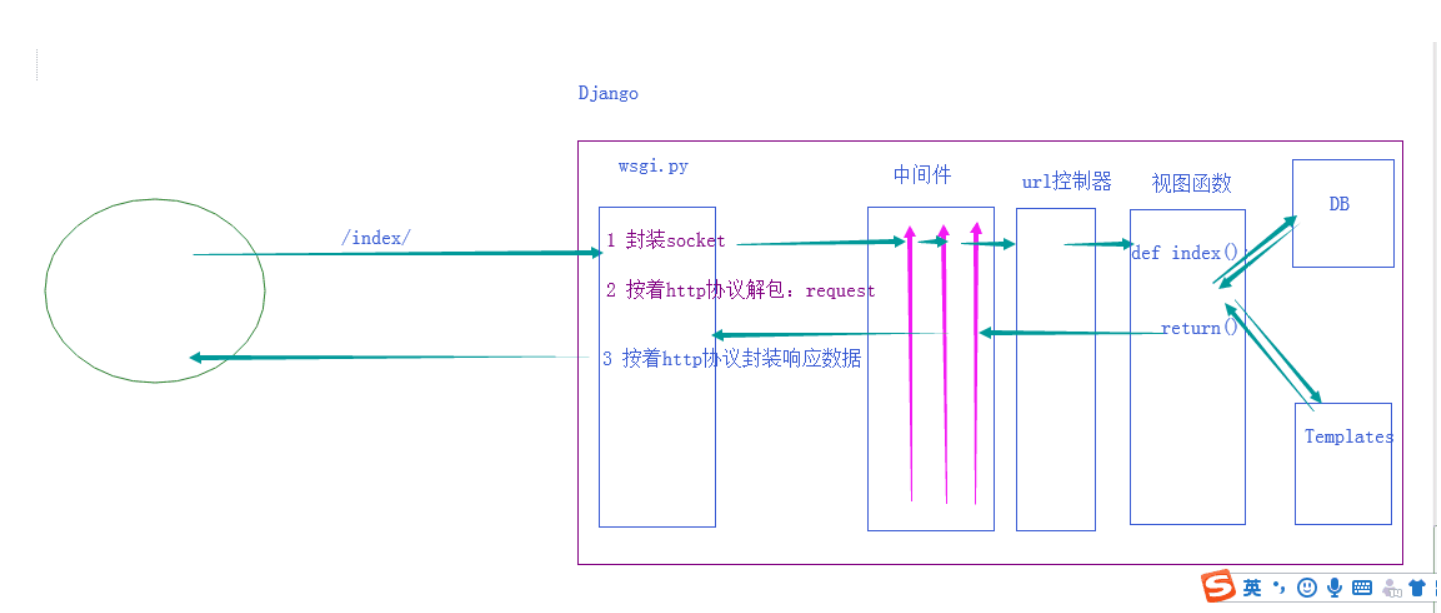 Django
wsgi.py
中间件
url控制器
视图函数
DB
/index/
1 封装socket
def index():
2 按着http协议解包：request
return()
3 按着http协议封装响应数据
Templates
英